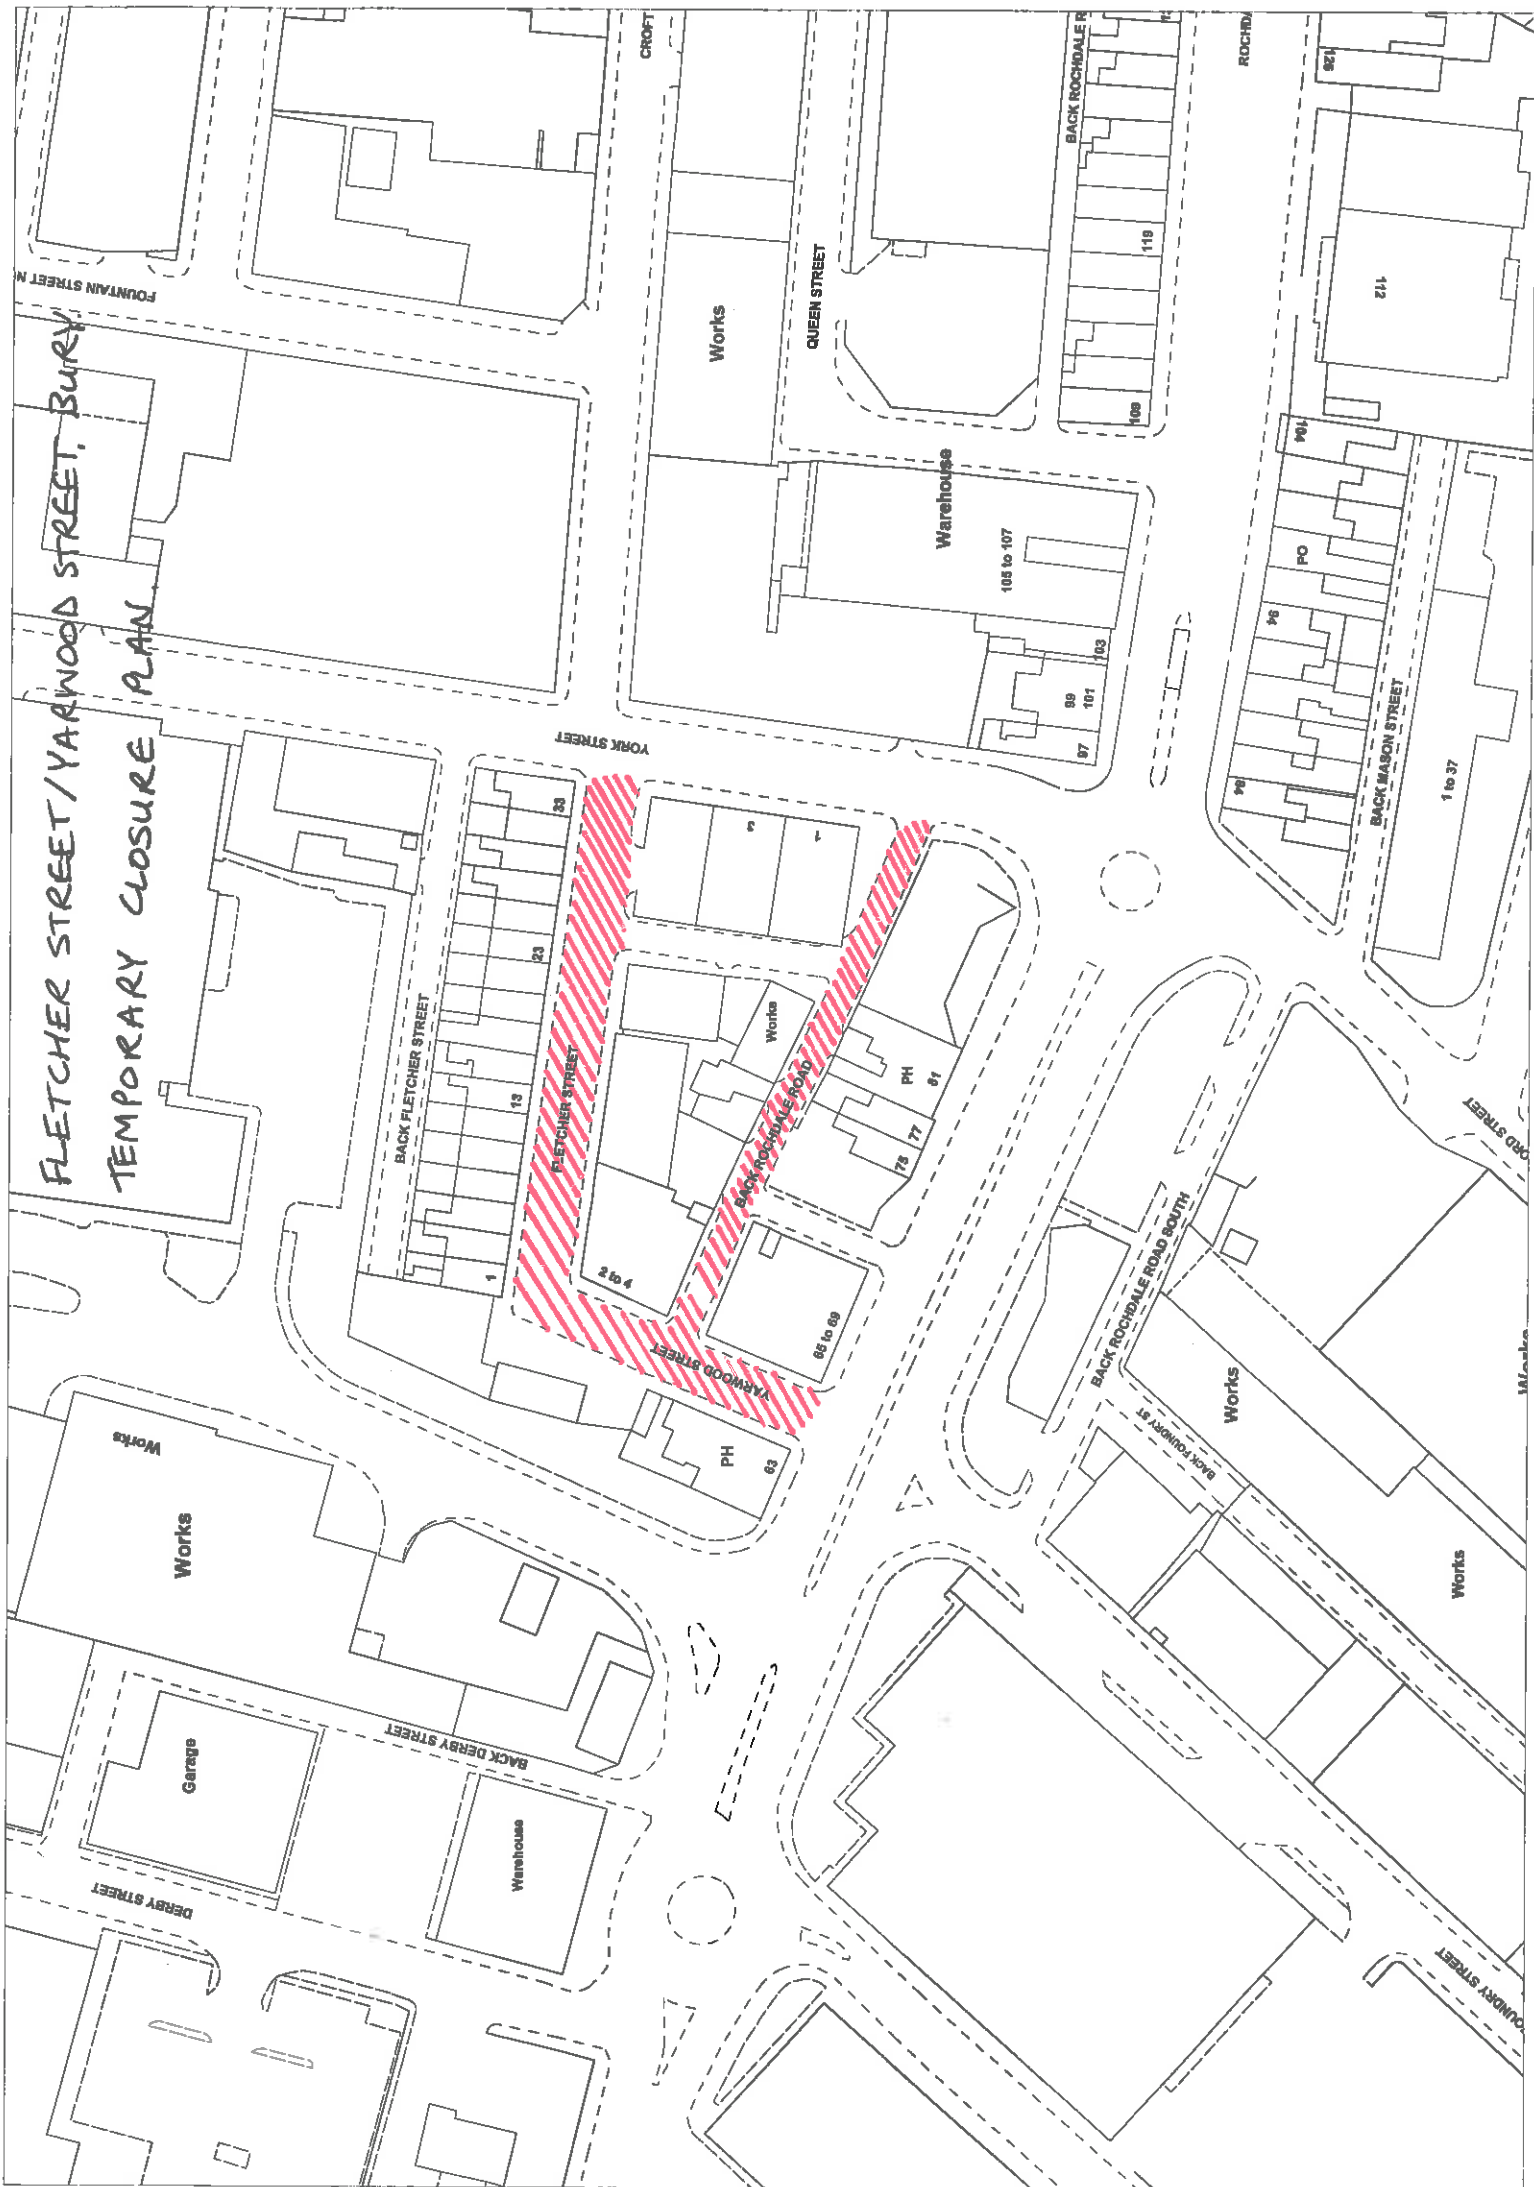 FLETCHER STREET/YARWOOD STREET, BURY.
TEMPORARY CLOSURE PLAN.
FOUNTAIN STREET N
CROFT
BACK ROCHDALE R
ROCHDA
126
119
112
Works
QUEEN STREET
109
104
Warehouse
105 to 107
PO
94
103
99
101
97
84
BACK MASON STREET
1 to 37
YORK STREET
33
3
1
23
BACK FLETCHER STREET
13
FLETCHER STREET
Works
BACK ROCHDALE ROAD
PH
81
77
75
1
2 to 4
65 to 69
YARWOOD STREET
PH
63
ORD STREET
BACK ROCHDALE ROAD SOUTH
Works
BACK FOUNDRY ST
Works
Works
Works
Works
Garage
BACK DERBY STREET
Warehouse
DERBY STREET
OUNDRY STREET